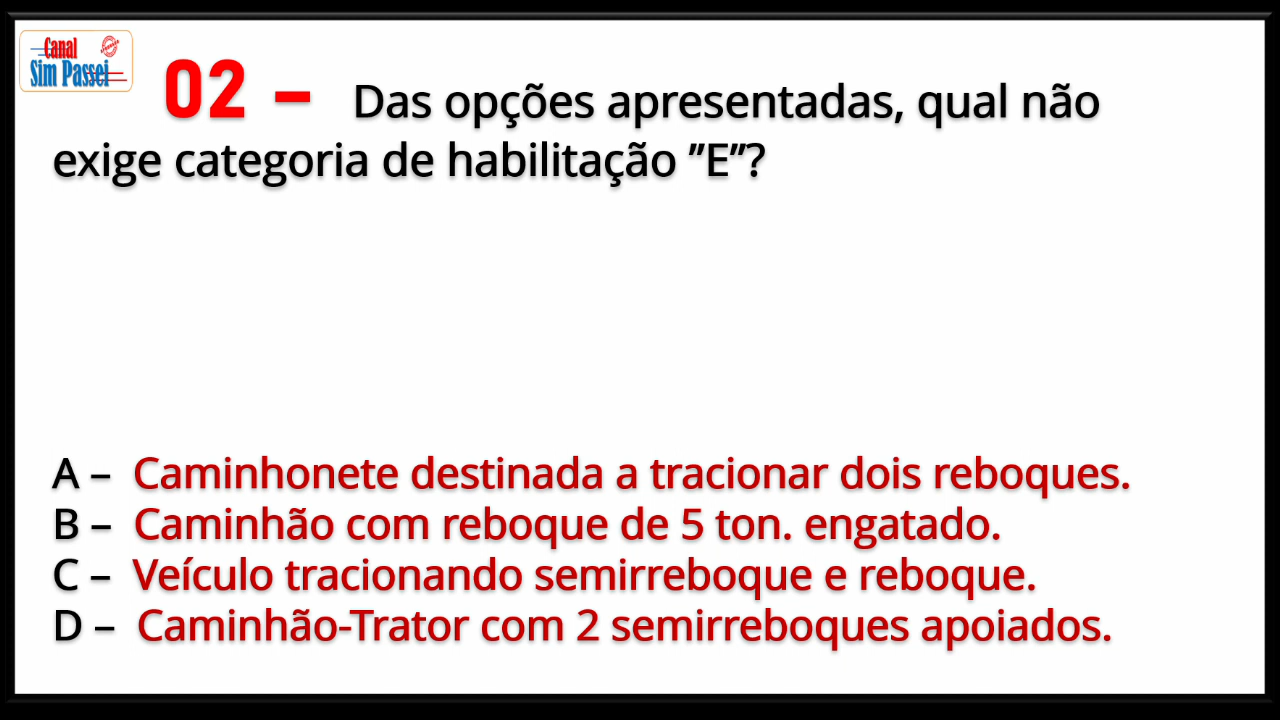 Canal
Sim Passei
02 – Das opções apresentadas, qual não
exige categoria de habilitação ”E”?
A – Caminhonete destinada a tracionar dois reboques.
B – Caminhão com reboque de 5 ton. engatado.
C – Veículo tracionando semirreboque e reboque.
D – Caminhão-Trator com 2 semirreboques apoiados.